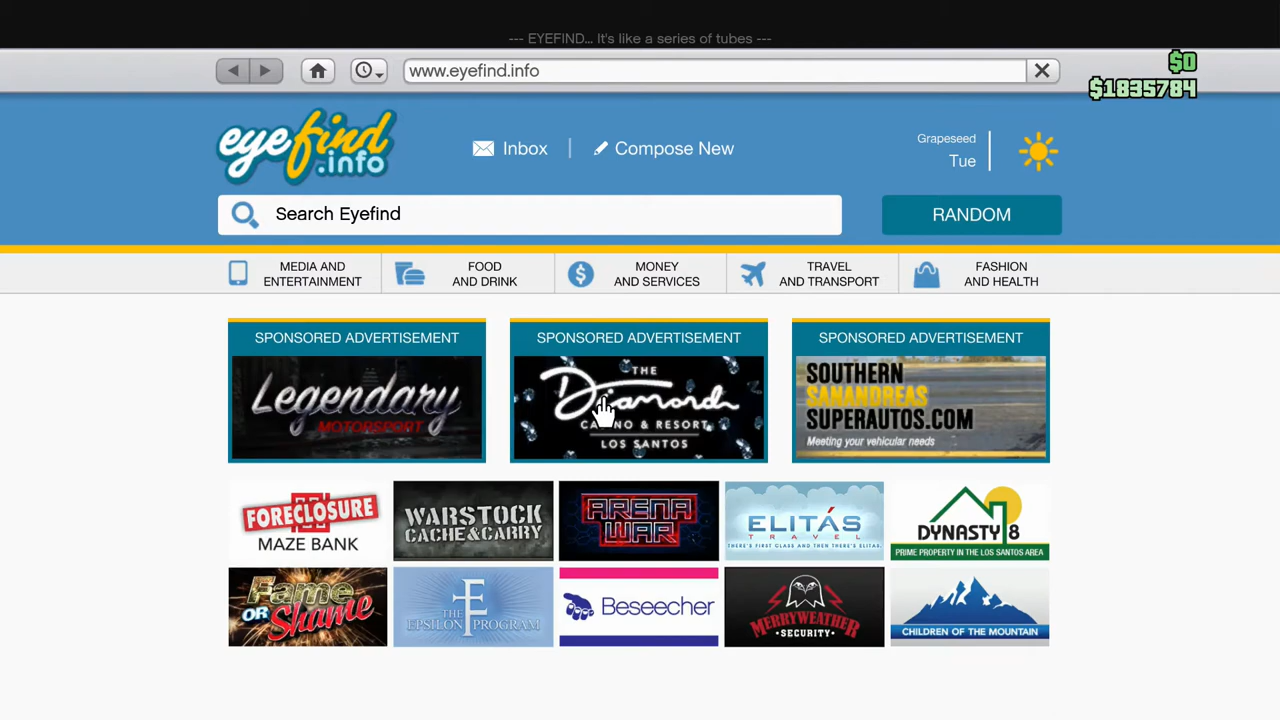 --- EYEFIND... It's like a series of tubes ---
www.eyefind.info
$0
$1835784
eyefind
.info
Inbox
Compose New
Grapeseed
Tue
Search Eyefind
RANDOM
MEDIA AND
ENTERTAINMENT
FOOD
AND DRINK
MONEY
AND SERVICES
TRAVEL
AND TRANSPORT
FASHION
AND HEALTH
SPONSORED ADVERTISEMENT
Legendary
MOTORSPORT
SPONSORED ADVERTISEMENT
THE
Diamond
CASINO & RESORT
LOS SANTOS
SPONSORED ADVERTISEMENT
SOUTHERN
SANANDREAS
SUPERAUTOS.COM
Meeting your vehicular needs
FORECLOSURE
MAZE BANK
WARSTOCK
CACHE & CARRY
ARENA
WAR
ELITÁS
TRAVEL
THERE'S FIRST CLASS AND THEN THERE'S ELITAS.
DYNASTY 8
PRIME PROPERTY IN THE LOS SANTOS AREA
Fame
OR Shame
THE
EPSILON PROGRAM
Beseecher
MERRYWEATHER
SECURITY
CHILDREN OF THE MOUNTAIN